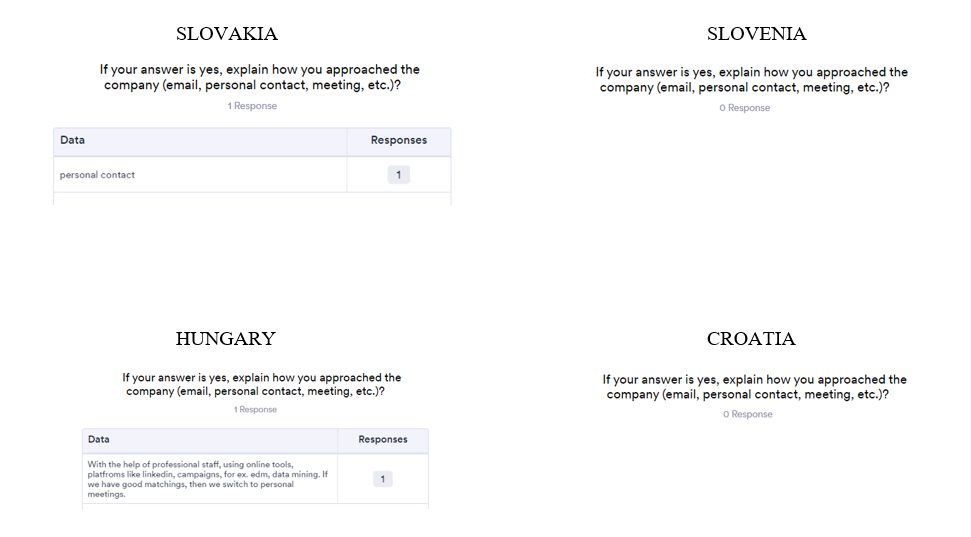 SLOVAKIA
If your answer is yes, explain how you approached the
company (email, personal contact, meeting, etc.)?
1 Response
Data Responses
personal contact 1
SLOVENIA
If your answer is yes, explain how you approached the
company (email, personal contact, meeting, etc.)?
0 Response
HUNGARY
If your answer is yes, explain how you approached the
company (email, personal contact, meeting, etc.)?
1 Response
Data Responses
With the help of professional staff, using online tools,
platfroms like linkedin, campaigns, for ex. edm, data mining. If
we have good matchings, then we switch to personal
meetings.
1
CROATIA
If your answer is yes, explain how you approached the
company (email, personal contact, meeting, etc.)?
0 Response